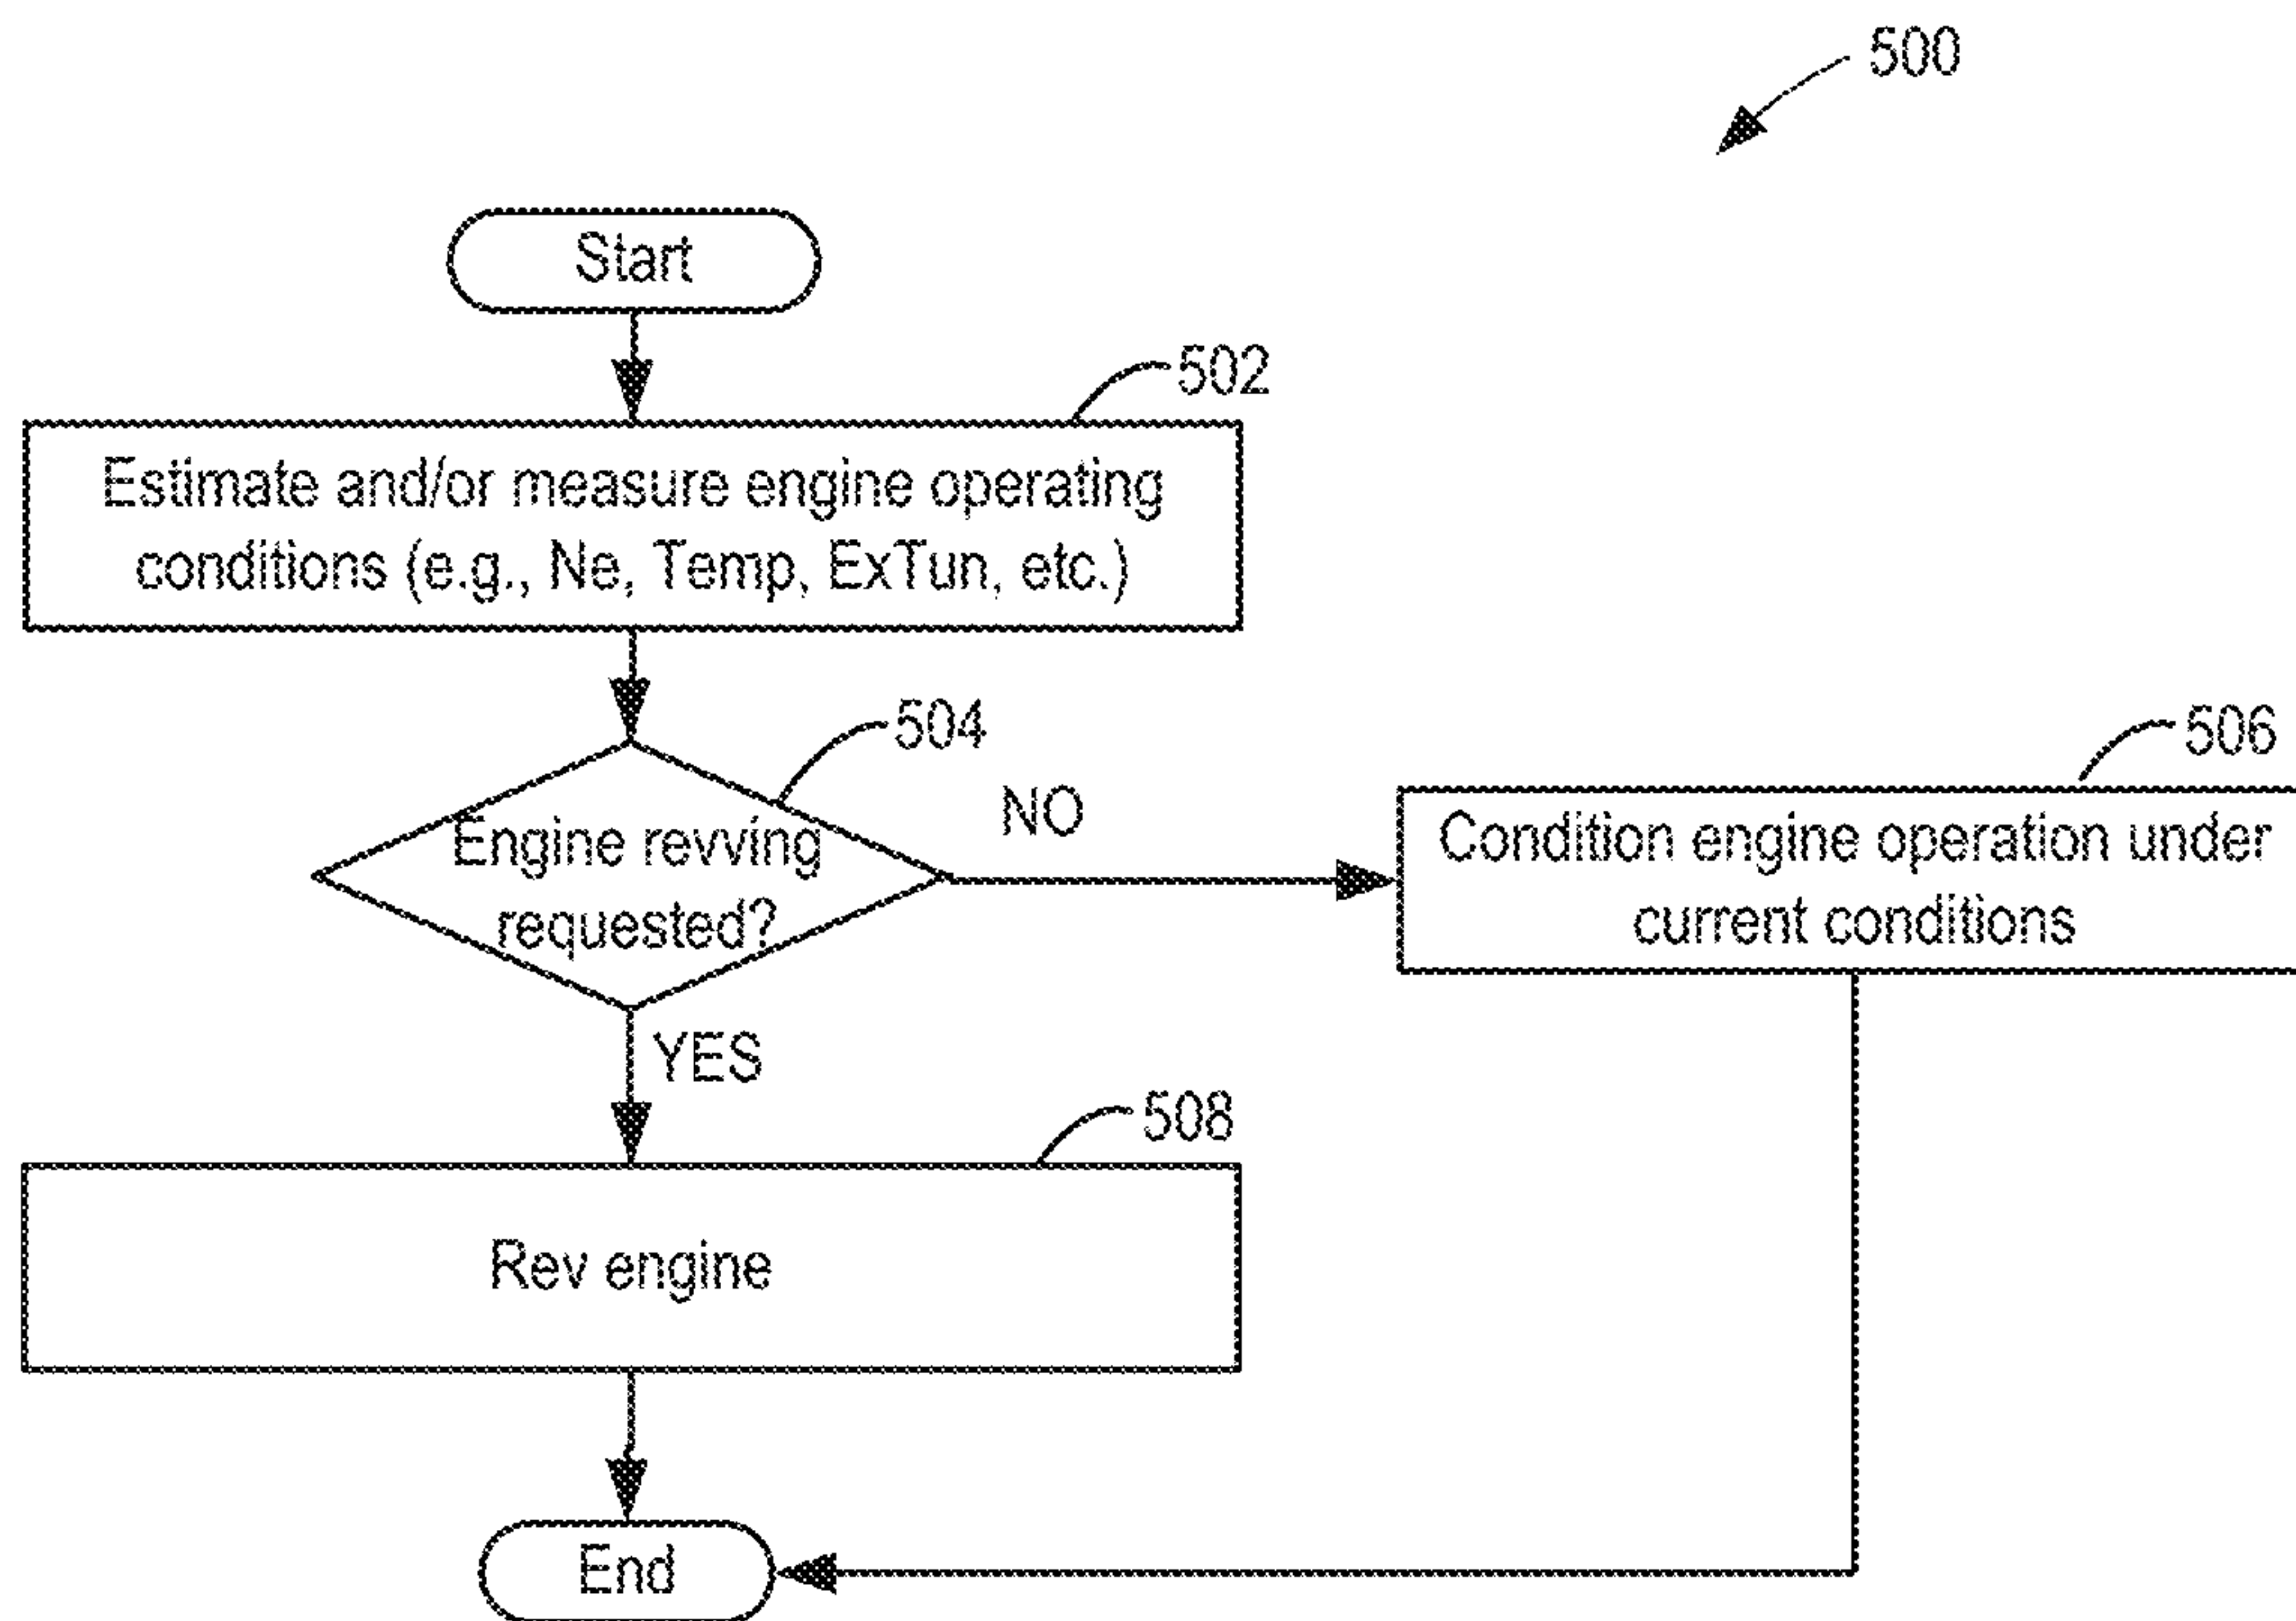 500
Start
502
Estimate and/or measure engine operating
conditions (e.g., Ne, Temp, ExTun, etc.)
504
Engine revving
requested?
NO
506
Condition engine operation under
current conditions
YES
508
Rev engine
End